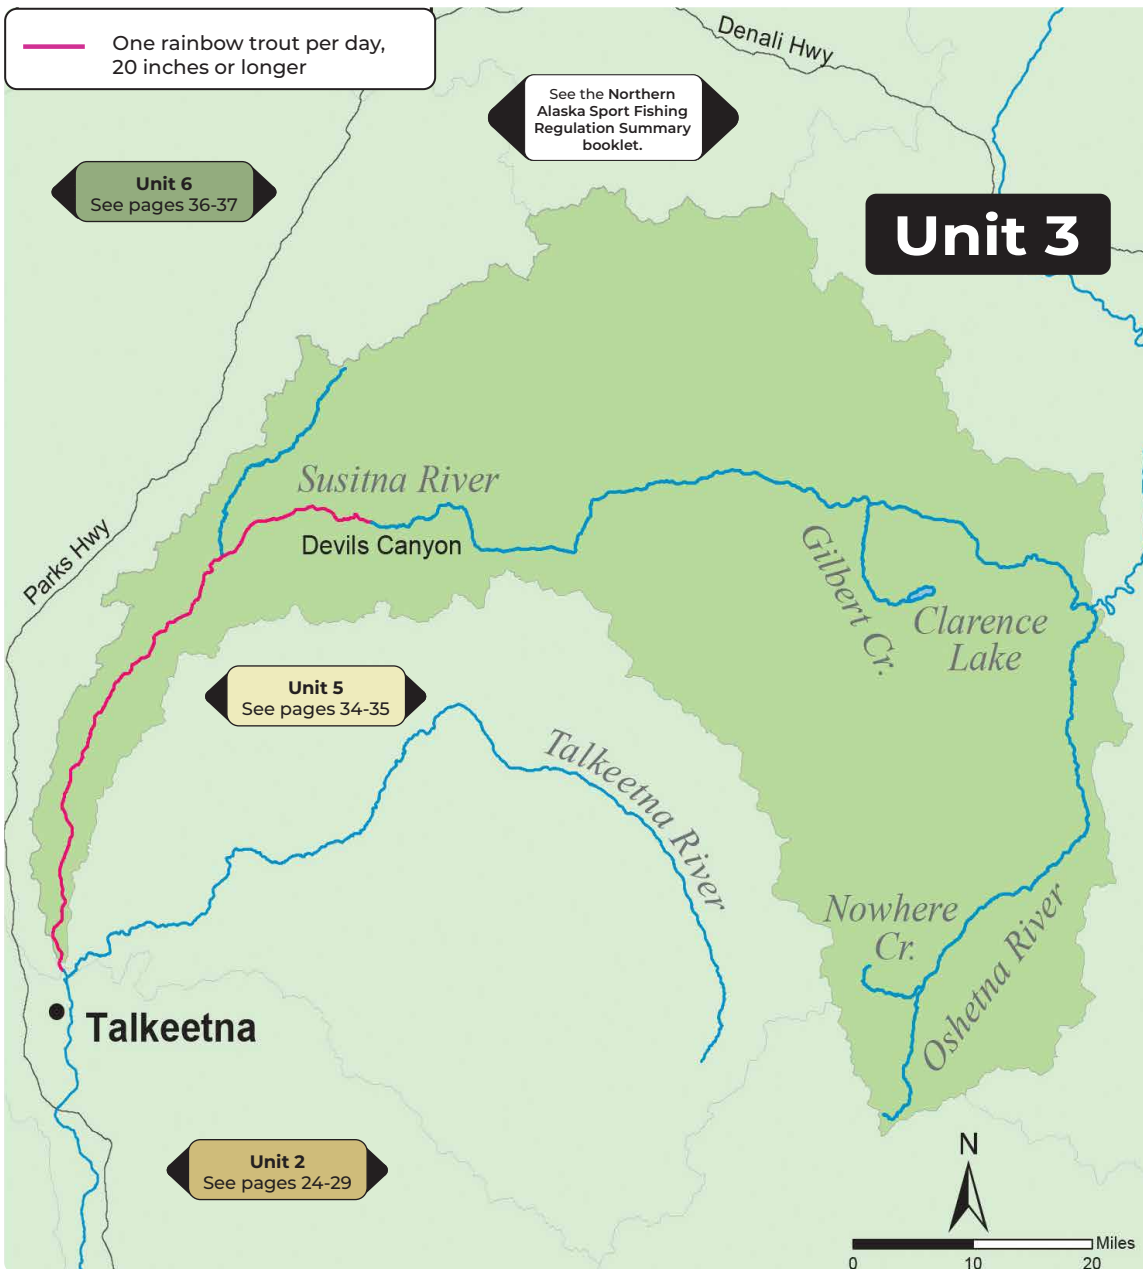 One rainbow trout per day,
20 inches or longer
Denali Hwy
See the Northern
Alaska Sport Fishing
Regulation Summary
booklet.
Unit 6
See pages 36-37
Unit 3
Susitna River
Devils Canyon
Parks Hwy
Gilbert Cr.
Clarence
Lake
Unit 5
See pages 34-35
Talkeetna River
Nowhere
Cr.
Oshetna River
Talkeetna
Unit 2
See pages 24-29
N
Miles
0 10 20